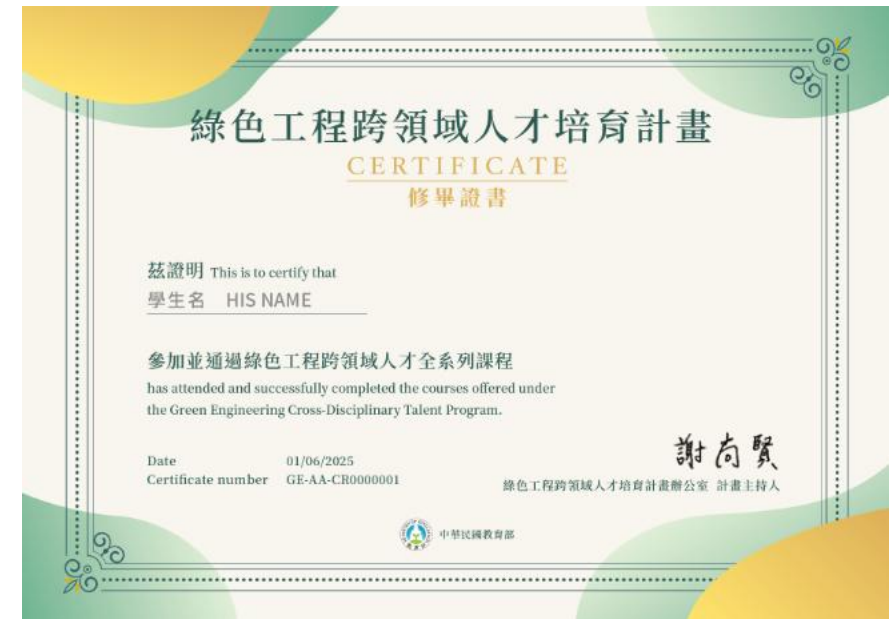 綠色工程跨領域人才培育計畫
CERTIFICATE
修畢證書
茲證明 This is to certify that
學生名 HIS NAME
參加並通過綠色工程跨領域人才全系列課程
has attended and successfully completed the courses offered under
the Green Engineering Cross-Disciplinary Talent Program.
Date 01/06/2025
Certificate number GE-AA-CR0000001
謝尚賢
綠色工程跨領域人才培育計畫辦公室 計畫主持人
中華民國教育部